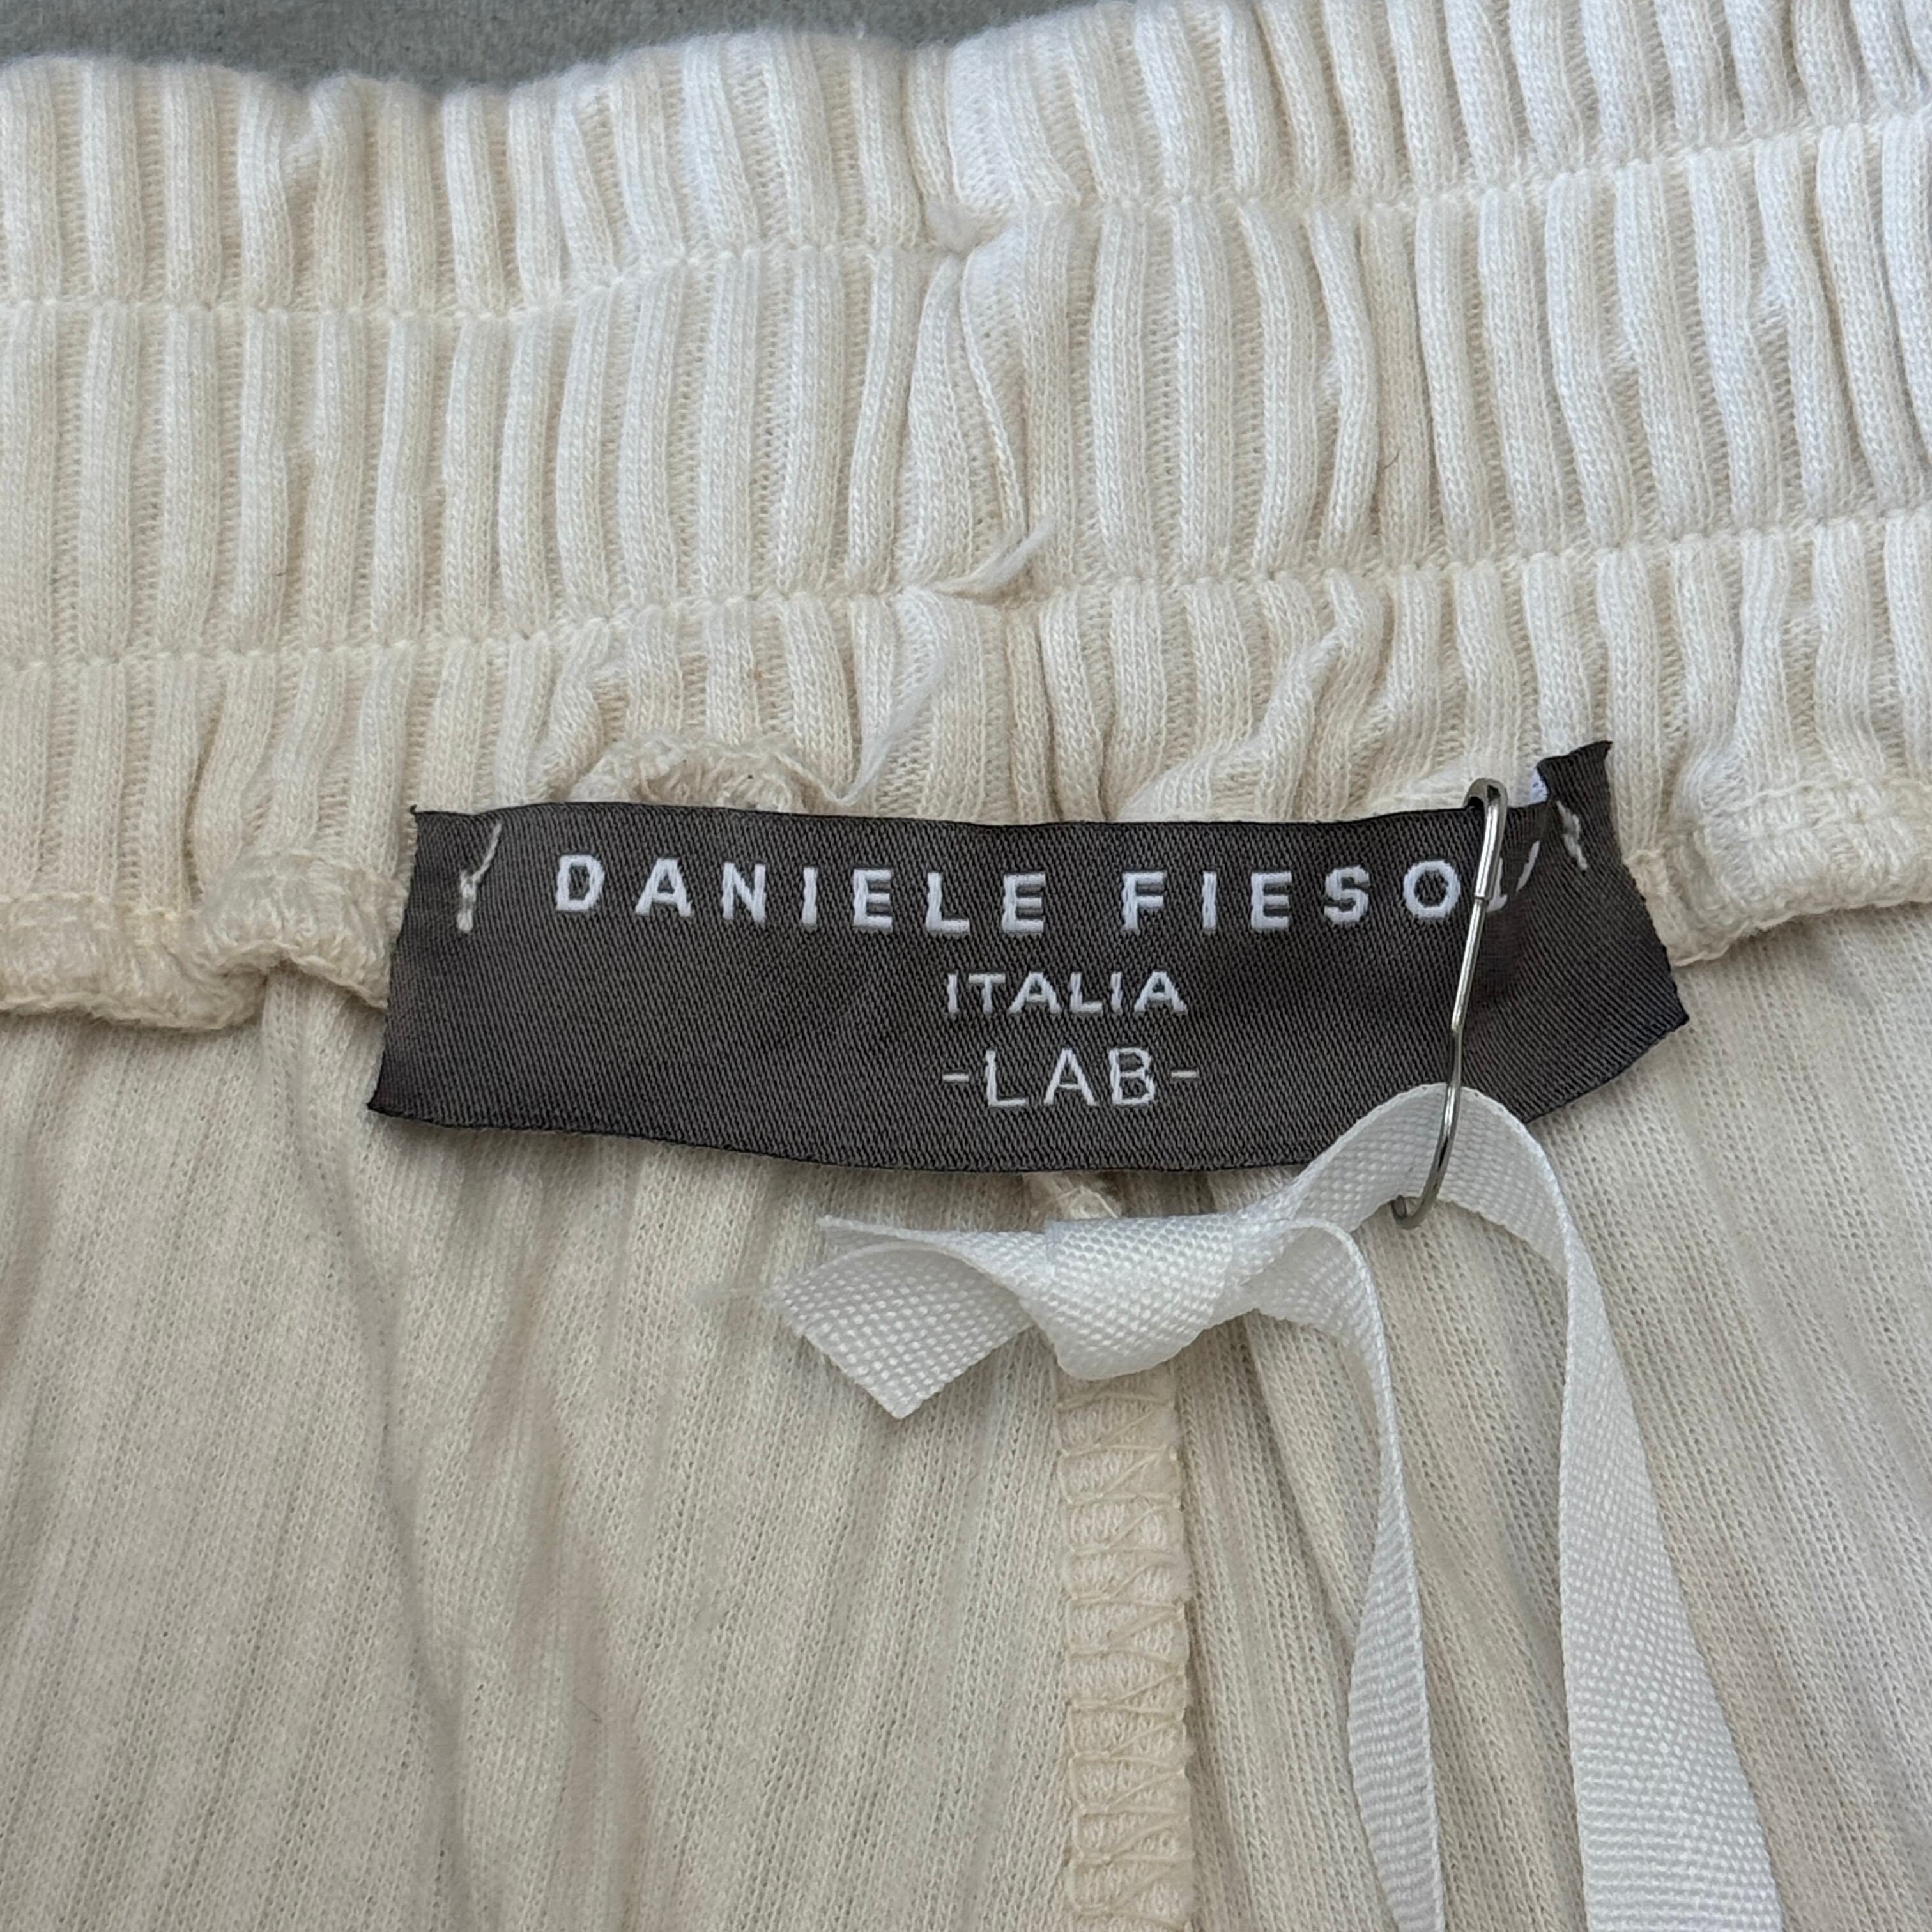 DANIELE FIESO
ITALIA
-LAB-